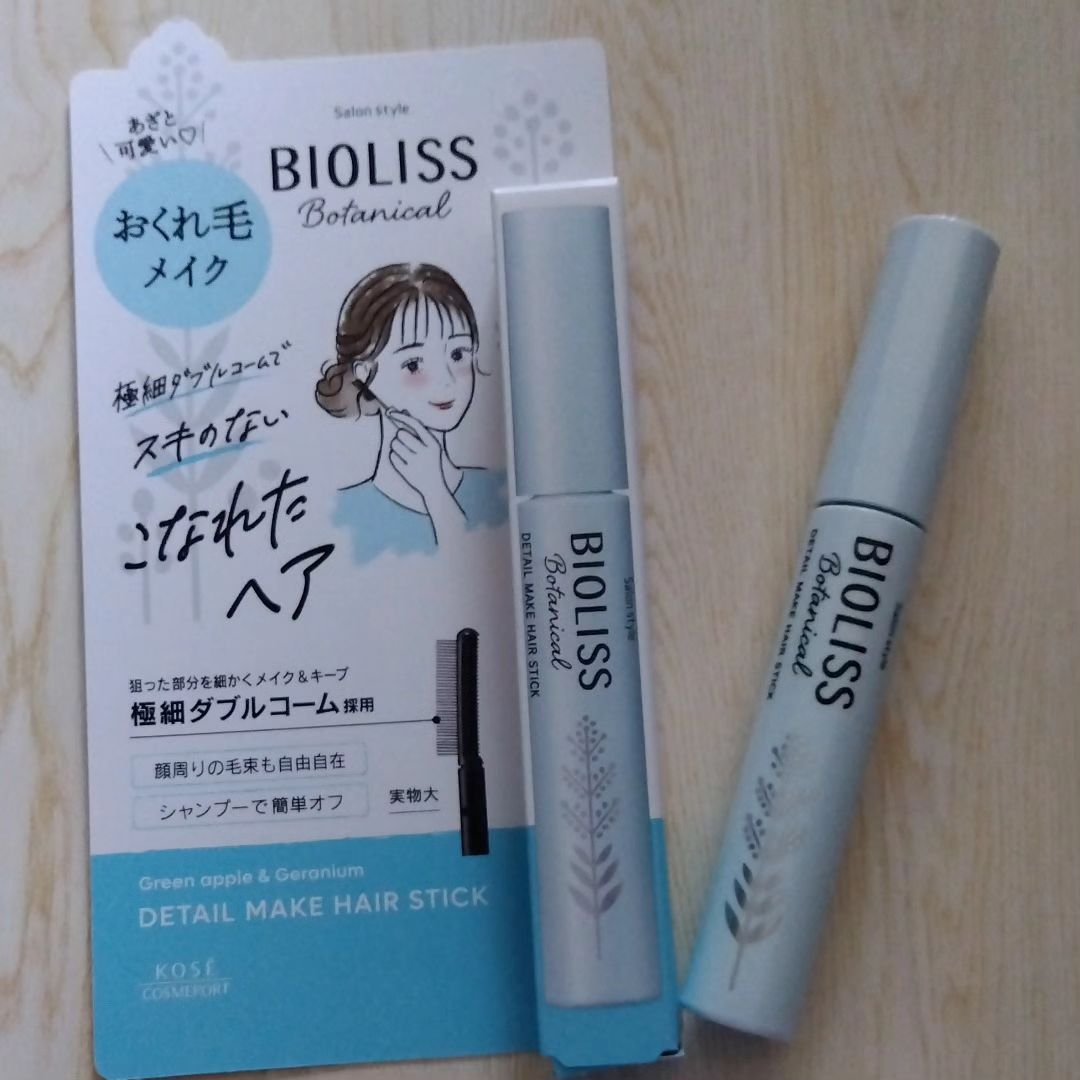 あざと
可愛い♡
おくれ毛
メイク
Salon style
BIOLISS
Botanical
極細ダブルコームで
スキのない
こなれた
ヘア
狙った部分を細かくメイク&キープ
極細ダブルコーム採用
顔周りの毛束も自由自在
シャンプーで簡単オフ
実物大
Green apple & Geranium
DETAIL MAKE HAIR STICK
KOSÉ
COSMEPORT
Salon style
BIOLISS
Botanical
DETAIL MAKE HAIR STICK
Salon style
BIOLISS
Botanical
DETAIL MAKE HAIR STICK